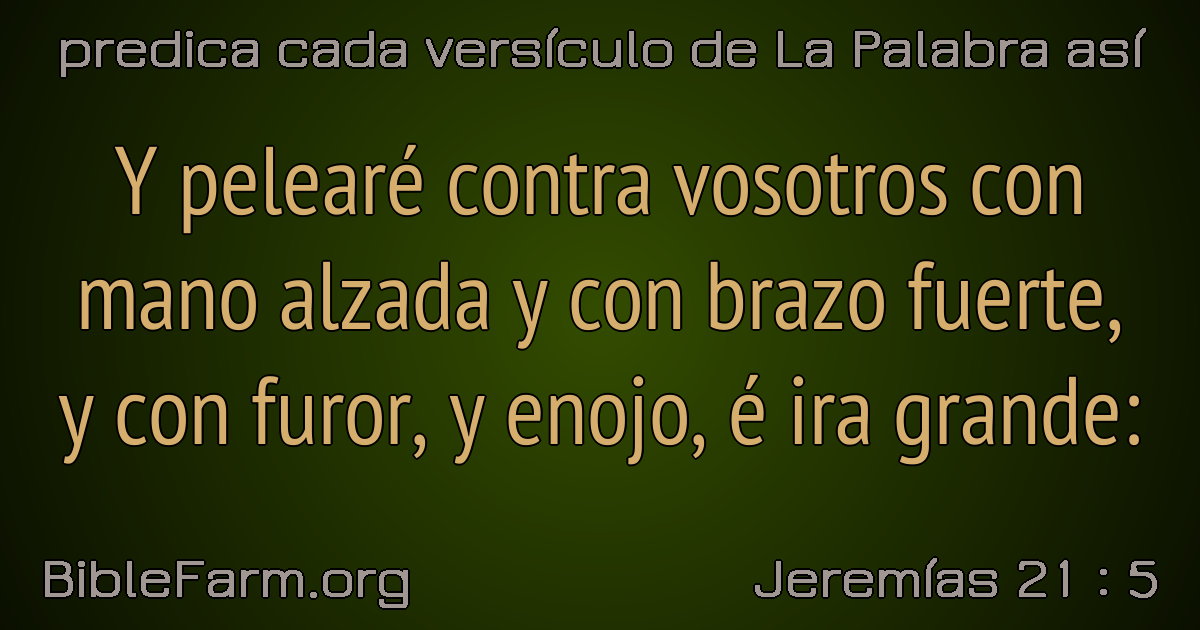 predica cada versículo de La Palabra así
Y pelearé contra vosotros con
mano alzada y con brazo fuerte,
y con furor, y enojo, é ira grande:
BibleFarm.org
Jeremías 21 : 5